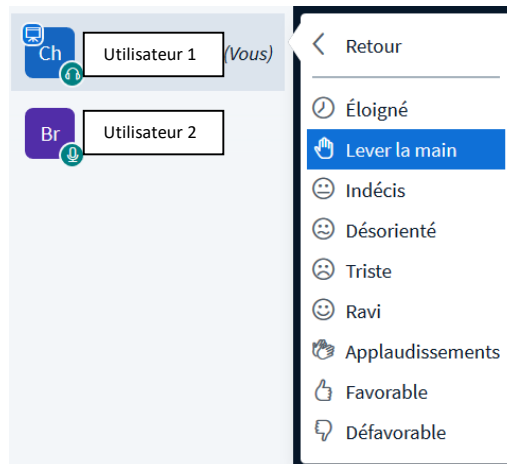 Ch
Utilisateur 1
(Vous)
Br
Utilisateur 2
Retour
Éloigné
Lever la main
Indécis
Désorienté
Triste
Ravi
Applaudissements
Favorable
Défavorable